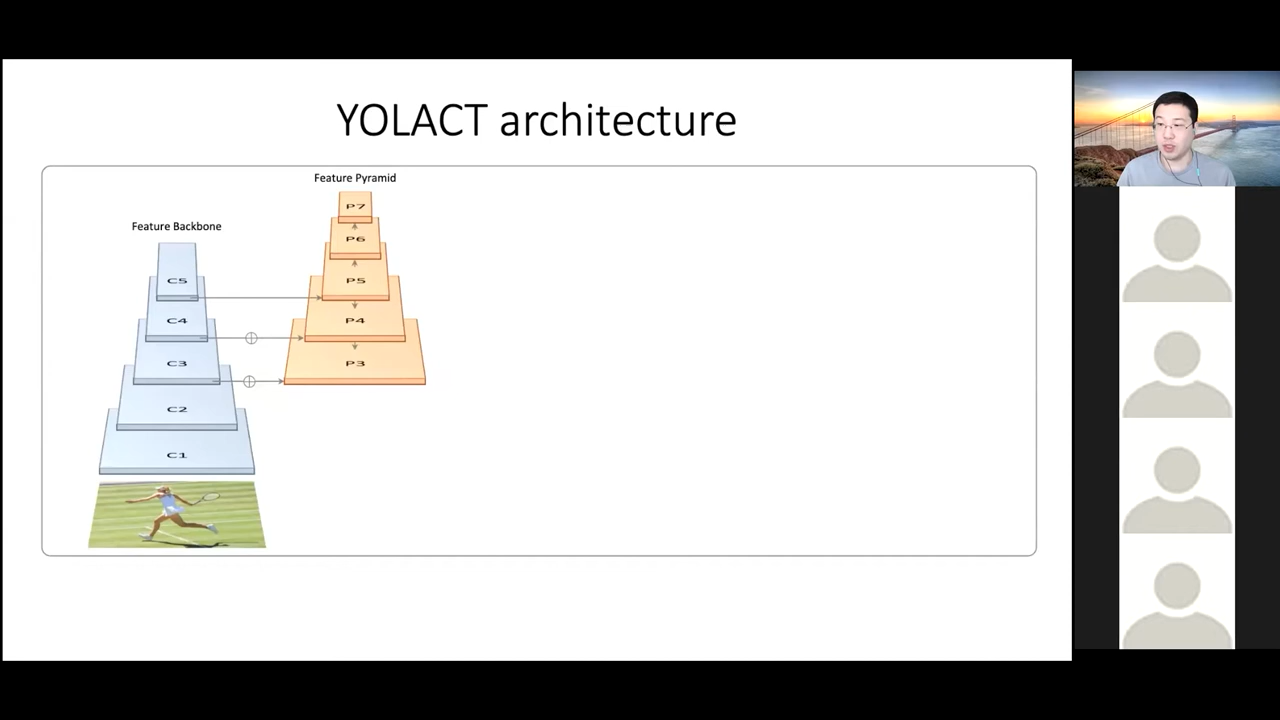 YOLACT architecture
Feature Pyramid
P7
Feature Backbone
P6
C5
P5
C4
P4
C3
P3
C2
C1